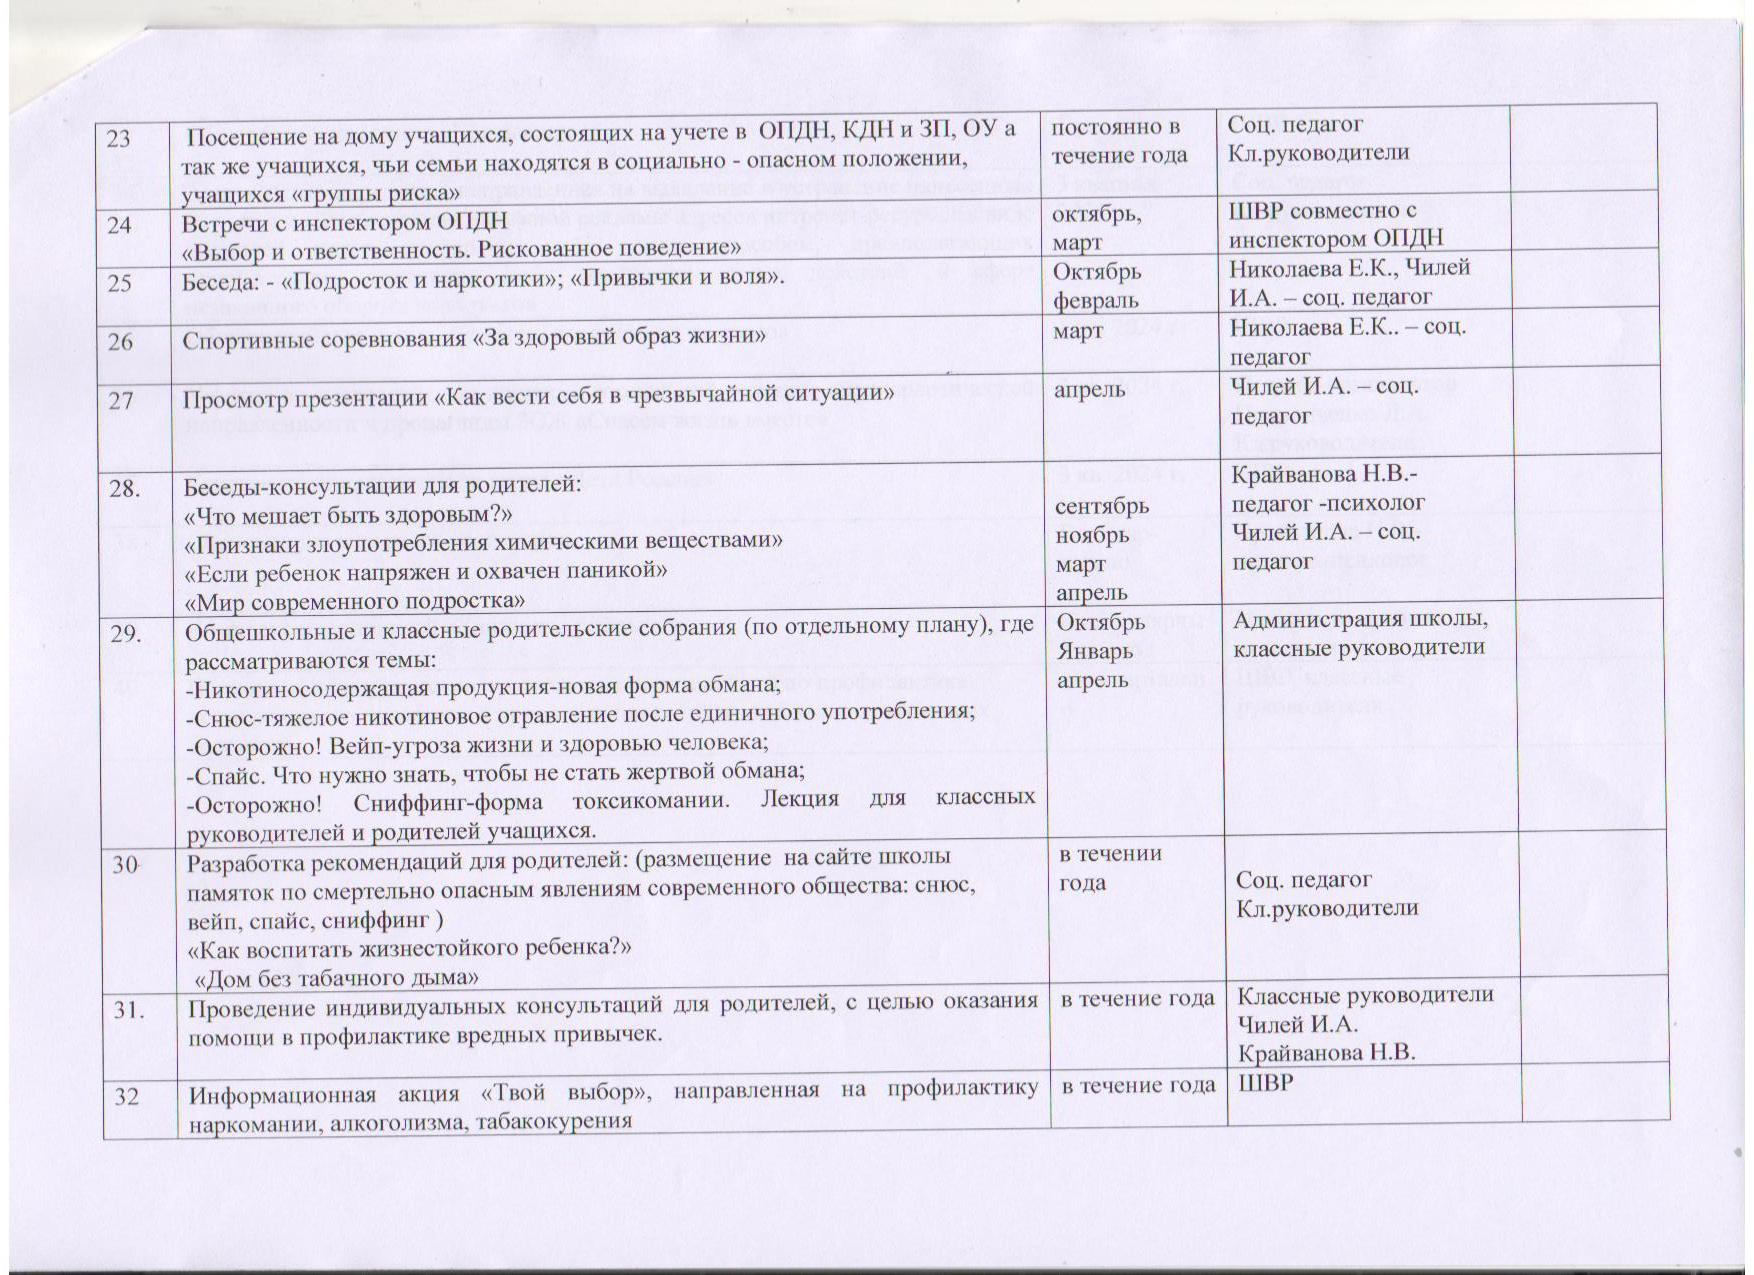 23
Посещение на дому учащихся, состоящих на учете в ОПДН, КДН и ЗП, ОУ а
так же учащихся, чьи семьи находятся в социально - опасном положении,
учащихся «группы риска»
постоянно в
течение года
Соц. педагог
Кл.руководители
24
Встречи с инспектором ОПДН
«Выбор и ответственность. Рискованное поведение»
октябрь,
март
ШВР совместно с
инспектором ОПДН
25
Беседа: - «Подросток и наркотики»; «Привычки и воля».
Октябрь
февраль
Николаева Е.К., Чилей
И.А. – соц. педагог
26
Спортивные соревнования «За здоровый образ жизни»
март
Николаева Е.К.. – соц.
педагог
27
Просмотр презентации «Как вести себя в чрезвычайной ситуации»
апрель
Чилей И.А. – соц.
педагог
28.
Беседы-консультации для родителей:
«Что мешает быть здоровым?»
«Признаки злоупотребления химическими веществами»
«Если ребенок напряжен и охвачен паникой»
«Мир современного подростка»
сентябрь
ноябрь
март
апрель
Крайванова Н.В.-
педагог -психолог
Чилей И.А. – соц.
педагог
29.
Общешкольные и классные родительские собрания (по отдельному плану), где
рассматриваются темы:
-Никотиносодержащая продукция-новая форма обмана;
-Снюс-тяжелое никотиновое отравление после единичного употребления;
-Осторожно! Вейп-угроза жизни и здоровью человека;
-Спайс. Что нужно знать, чтобы не стать жертвой обмана;
-Осторожно! Сниффинг-форма токсикомании. Лекция для классных
руководителей и родителей учащихся.
Октябрь
Январь
апрель
Администрация школы,
классные руководители
30
Разработка рекомендаций для родителей: (размещение на сайте школы
памяток по смертельно опасным явлениям современного общества: снюс,
вейп, спайс, сниффинг )
«Как воспитать жизнестойкого ребенка?»
«Дом без табачного дыма»
в течении
года
Соц. педагог
Кл.руководители
31.
Проведение индивидуальных консультаций для родителей, с целью оказания
помощи в профилактике вредных привычек.
в течение года
Классные руководители
Чилей И.А.
Крайванова Н.В.
32
Информационная акция «Твой выбор», направленная на профилактику
наркомании, алкоголизма, табакокурения
в течение года
ШВР